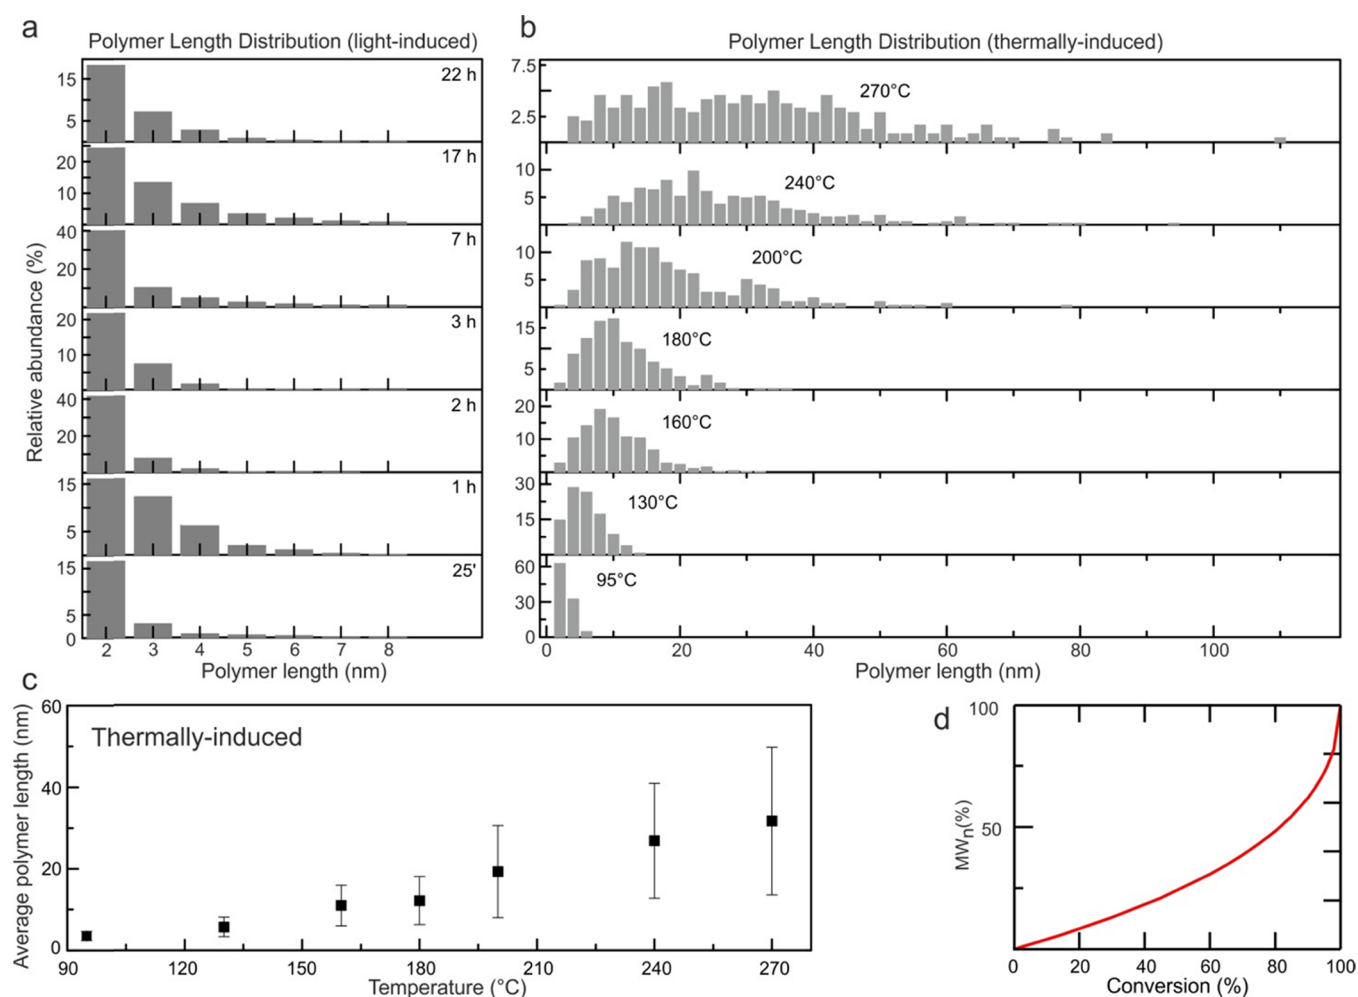 a
Polymer Length Distribution (light-induced)
Relative abundance (%)
22 h
15
5
17 h
20
10
7 h
40
20
3 h
20
10
2 h
40
20
1 h
15
5
25'
15
5
0
2 3 4 5 6 7 8
Polymer length (nm)
b
Polymer Length Distribution (thermally-induced)
7.5
2.5
270°C
10
5
240°C
10
5
200°C
15
5
180°C
20
10
160°C
30
15
130°C
60
30
0
95°C
0 20 40 60 80 100
Polymer length (nm)
c
Thermally-induced
Average polymer length (nm)
60
40
20
0
90 120 150 180 210 240 270
Temperature (°C)
d
MWn(%)
100
50
0 20 40 60 80 100
Conversion (%)